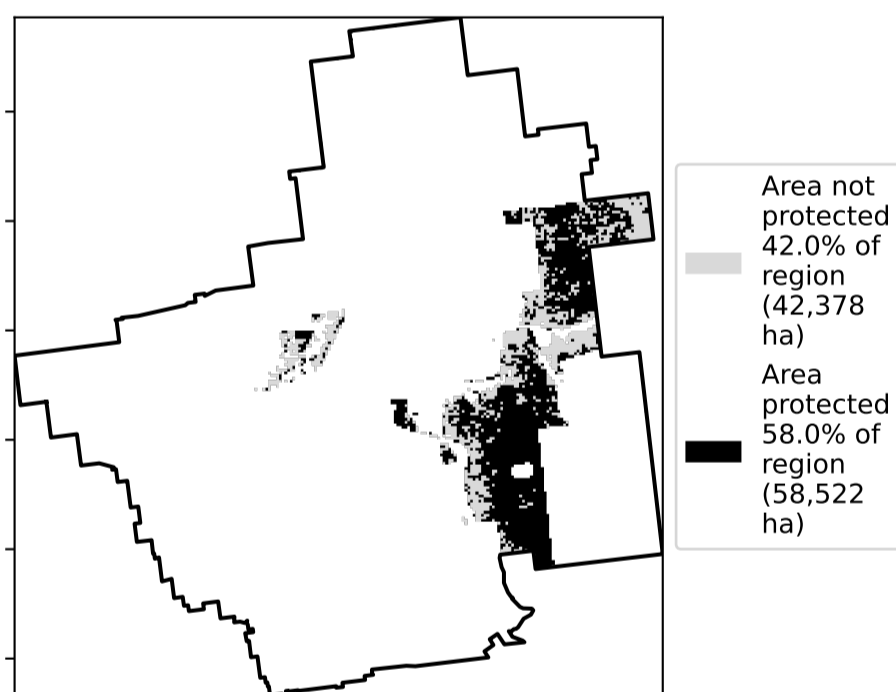 Area not
protected
42.0% of
region
(42,378
ha)
Area
protected
58.0% of
region
(58,522
ha)